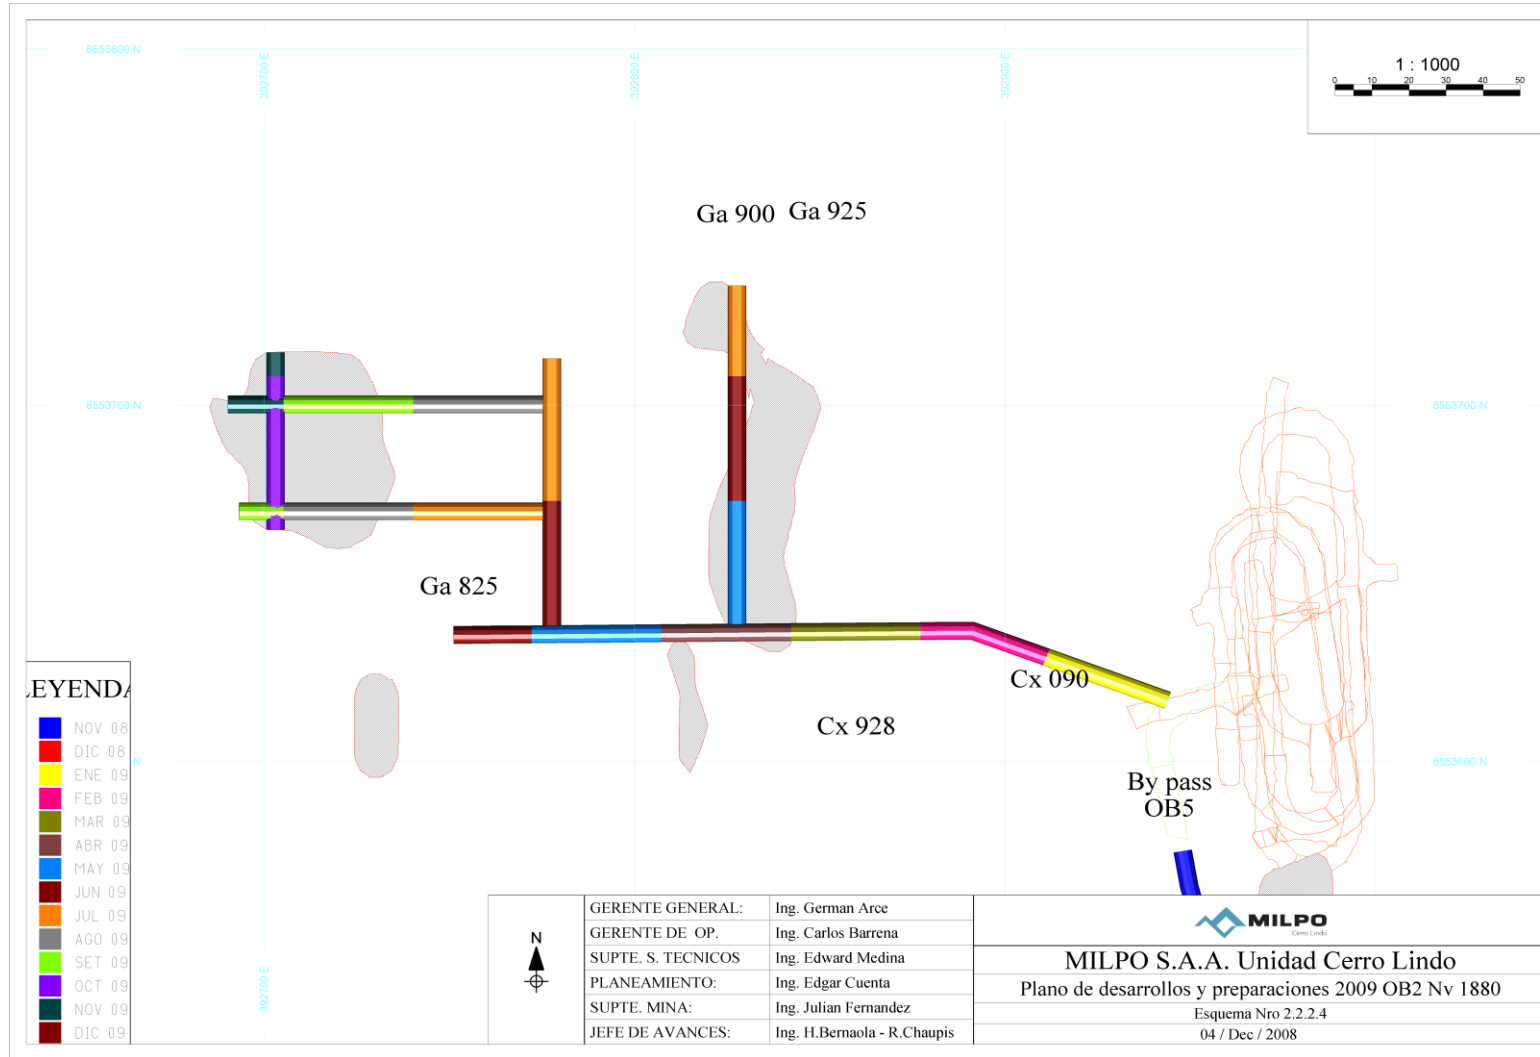 8553800 N
392700 E
392800 E
392900 E
1 : 1000
0 10 20 30 40 50
Ga 900
Ga 925
8553700 N
8553700 N
Ga 825
Cx 090
Cx 928
By pass
OB5
N
8553600 N
LEYENDA
NOV 08
DIC 08
ENE 09
FEB 09
MAR 09
ABR 09
MAY 09
JUN 09
JUL 09
AGO 09
SET 09
OCT 09
NOV 09
DIC 09
392700 E
N
GERENTE GENERAL: Ing. German Arce
GERENTE DE OP. Ing. Carlos Barrena
SUPTE. S. TECNICOS Ing. Edward Medina
PLANEAMIENTO: Ing. Edgar Cuenta
SUPTE. MINA: Ing. Julian Fernandez
JEFE DE AVANCES: Ing. H.Bernaola - R.Chaupis
MILPO
Cerro Lindo
MILPO S.A.A. Unidad Cerro Lindo
Plano de desarrollos y preparaciones 2009 OB2 Nv 1880
Esquema Nro 2.2.2.4
04 / Dec / 2008